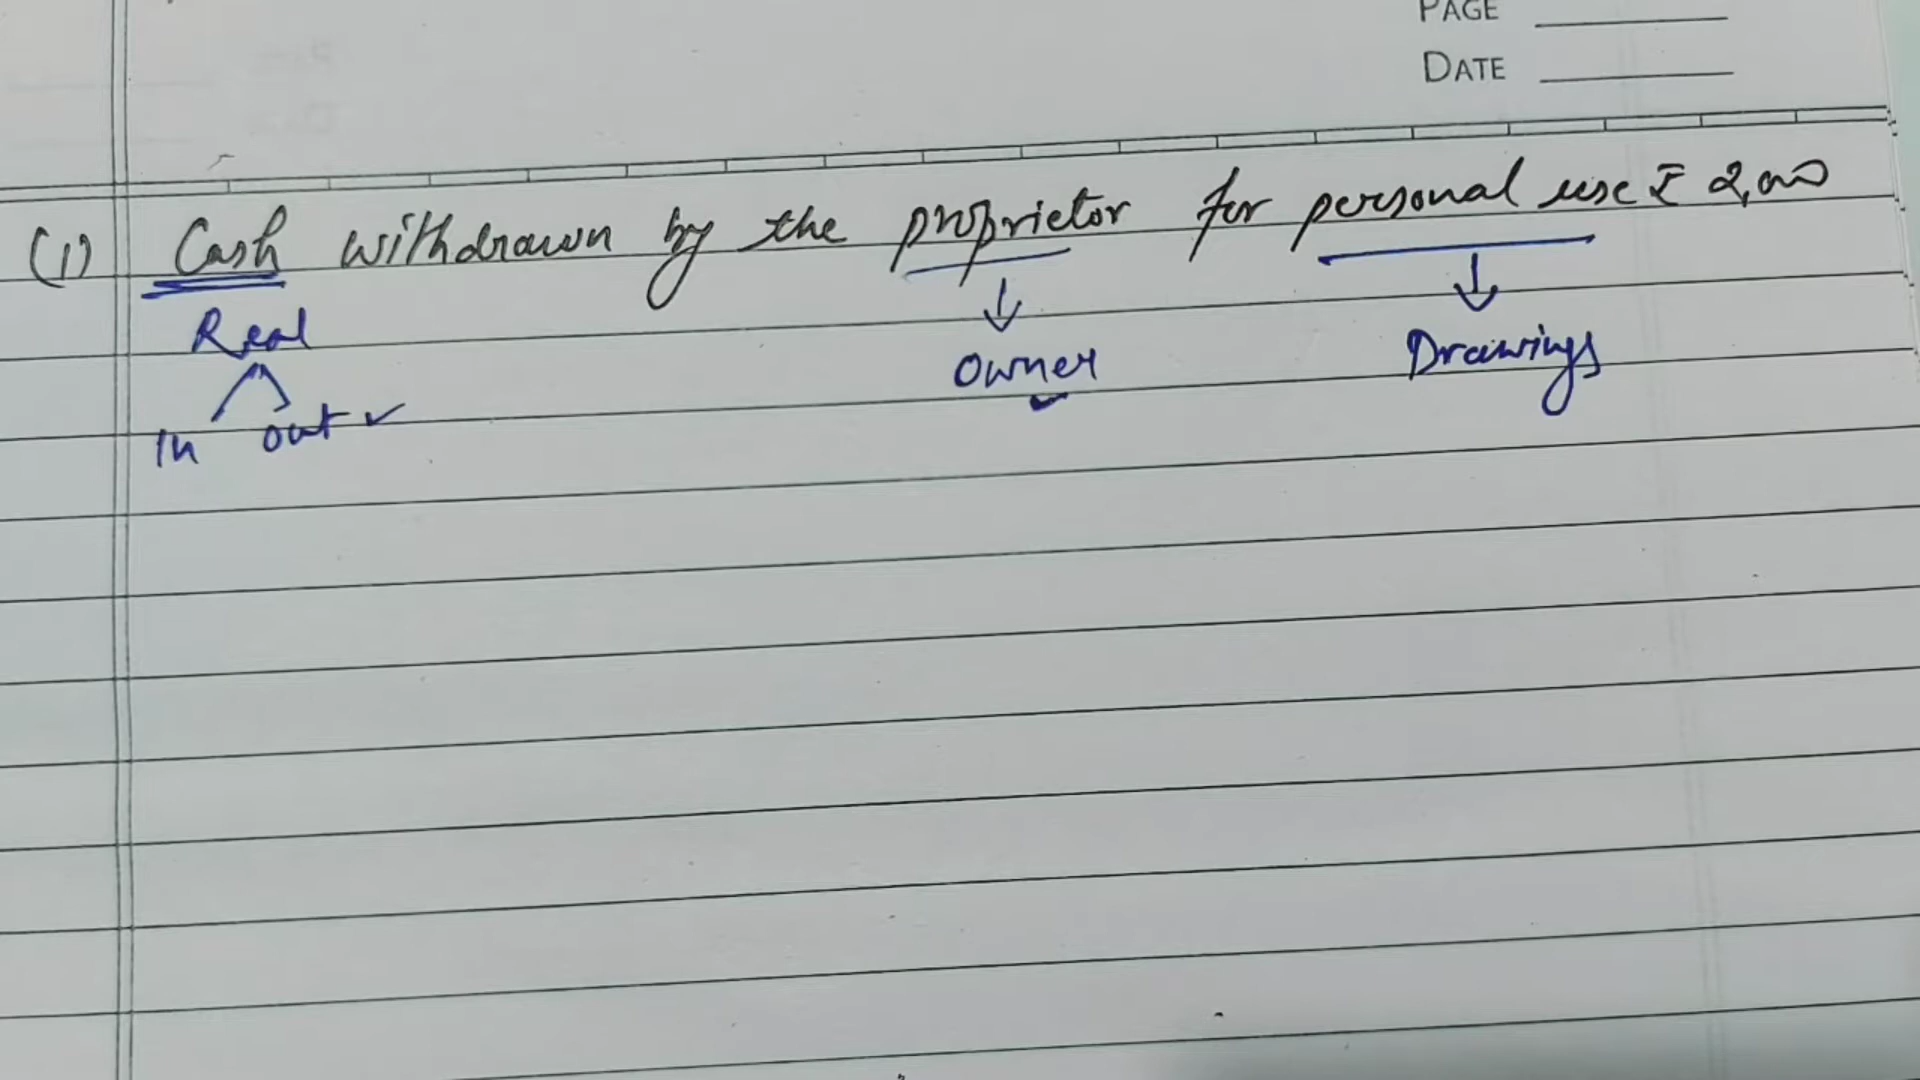 PAGE
DATE
(1) Cash withdrawn by the proprietor for personal use ₹ 2,000
Real
Owner
Drawings
In out ✓